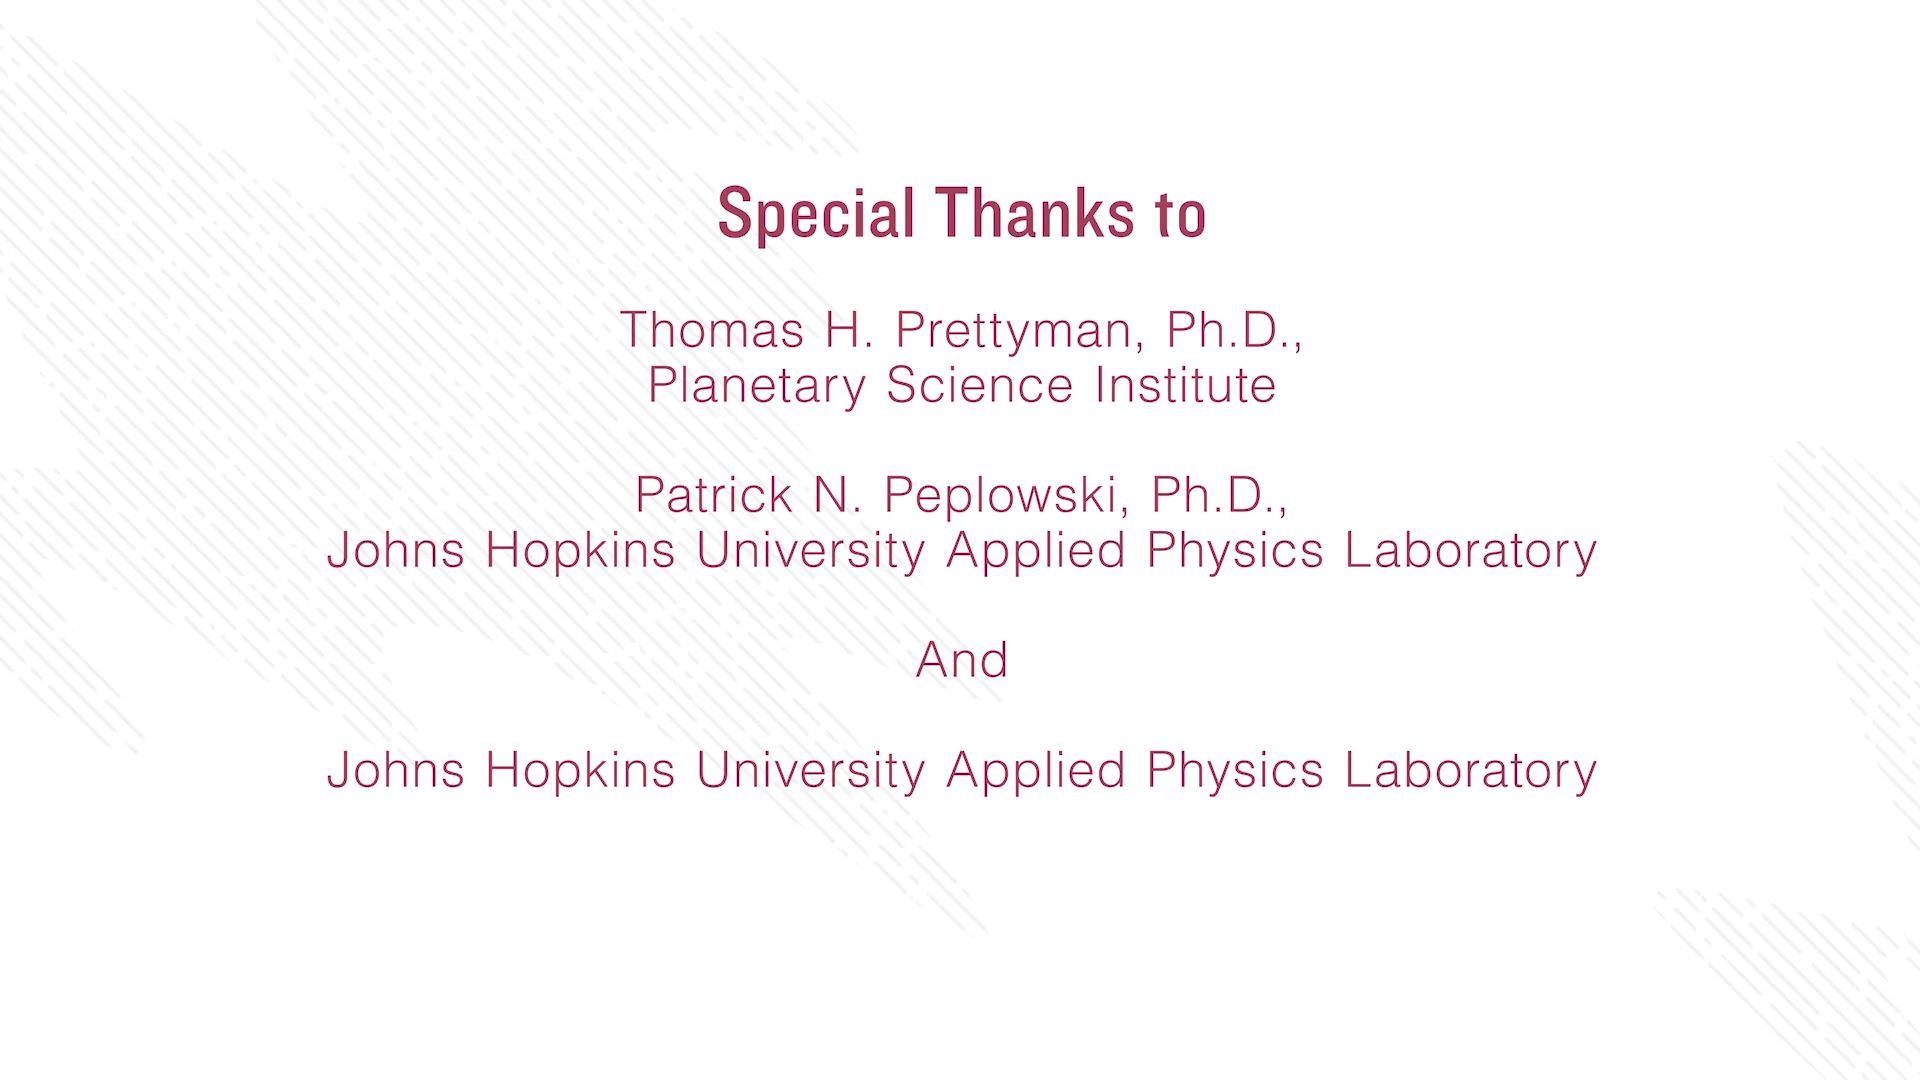 Special Thanks to
Thomas H. Prettyman, Ph.D.,
Planetary Science Institute
Patrick N. Peplowski, Ph.D.,
Johns Hopkins University Applied Physics Laboratory
And
Johns Hopkins University Applied Physics Laboratory